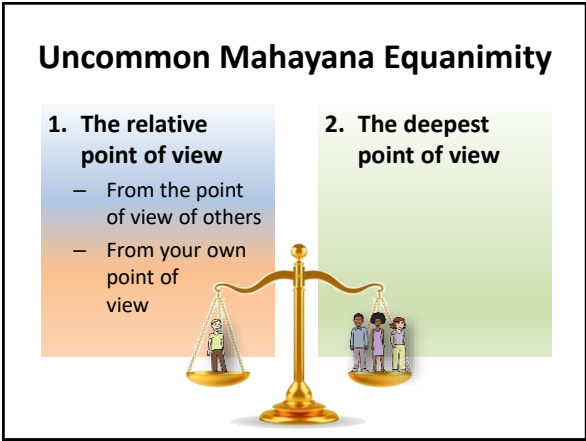 Uncommon Mahayana Equanimity
1. The relative
point of view
– From the point
of view of others
– From your own
point of
view
2. The deepest
point of view